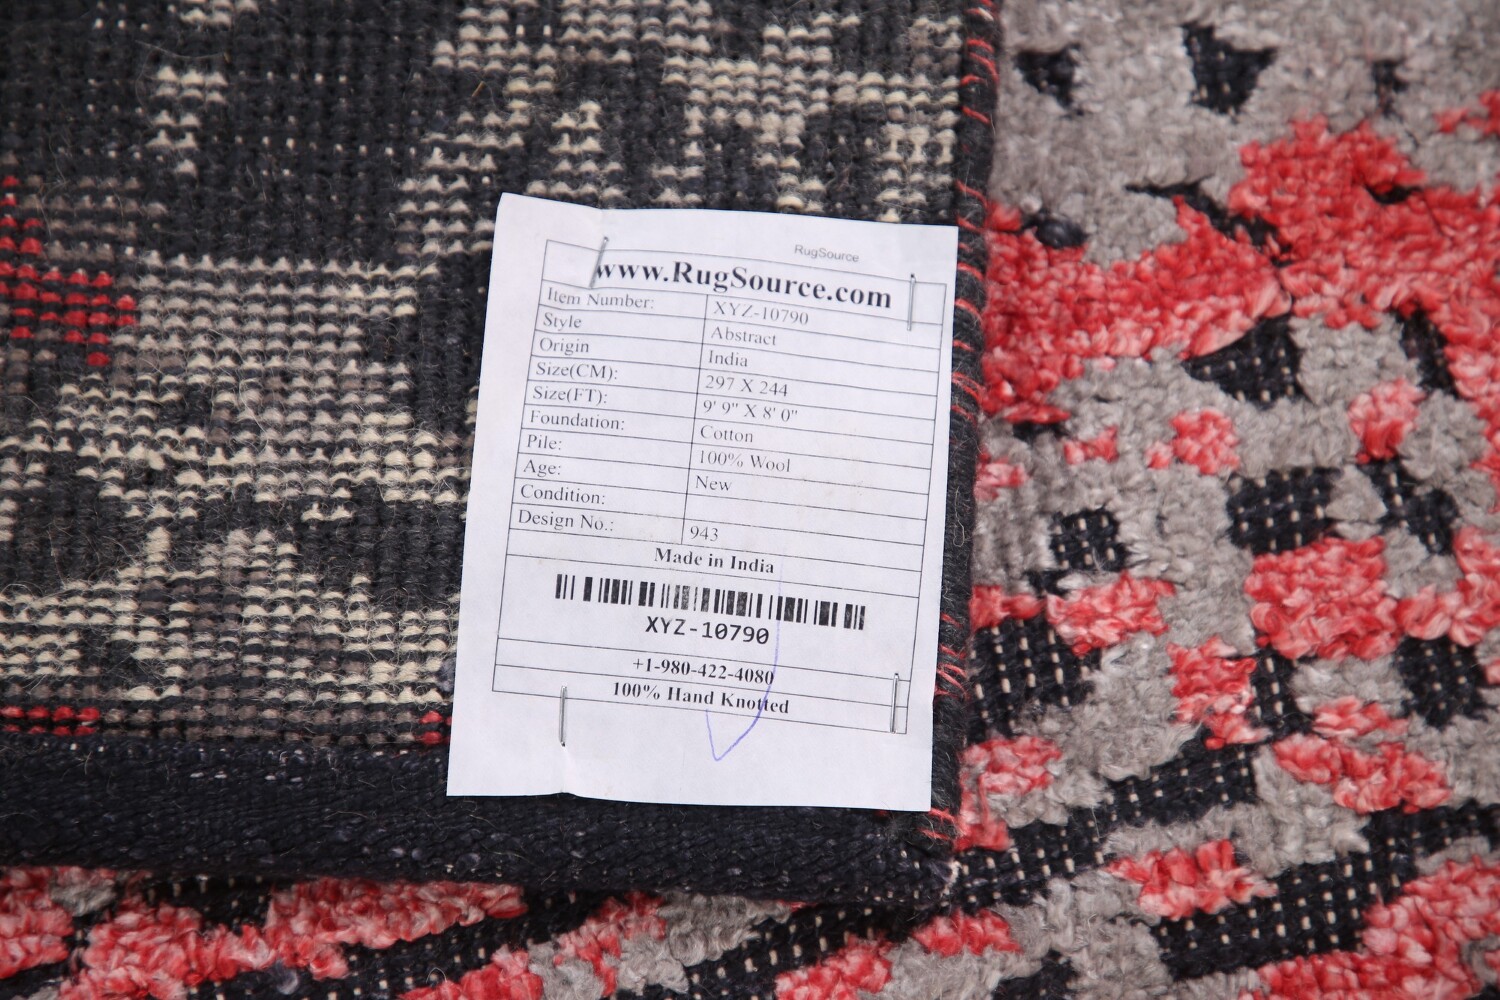 RugSource
www.RugSource.com
Item Number: XYZ-10790
Style Abstract
Origin India
Size(CM): 297 X 244
Size(FT): 9' 9" X 8' 0"
Foundation: Cotton
Pile: 100% Wool
Age: New
Condition:
Design No.: 943
Made in India
XYZ-10790
+1-980-422-4080
100% Hand Knotted